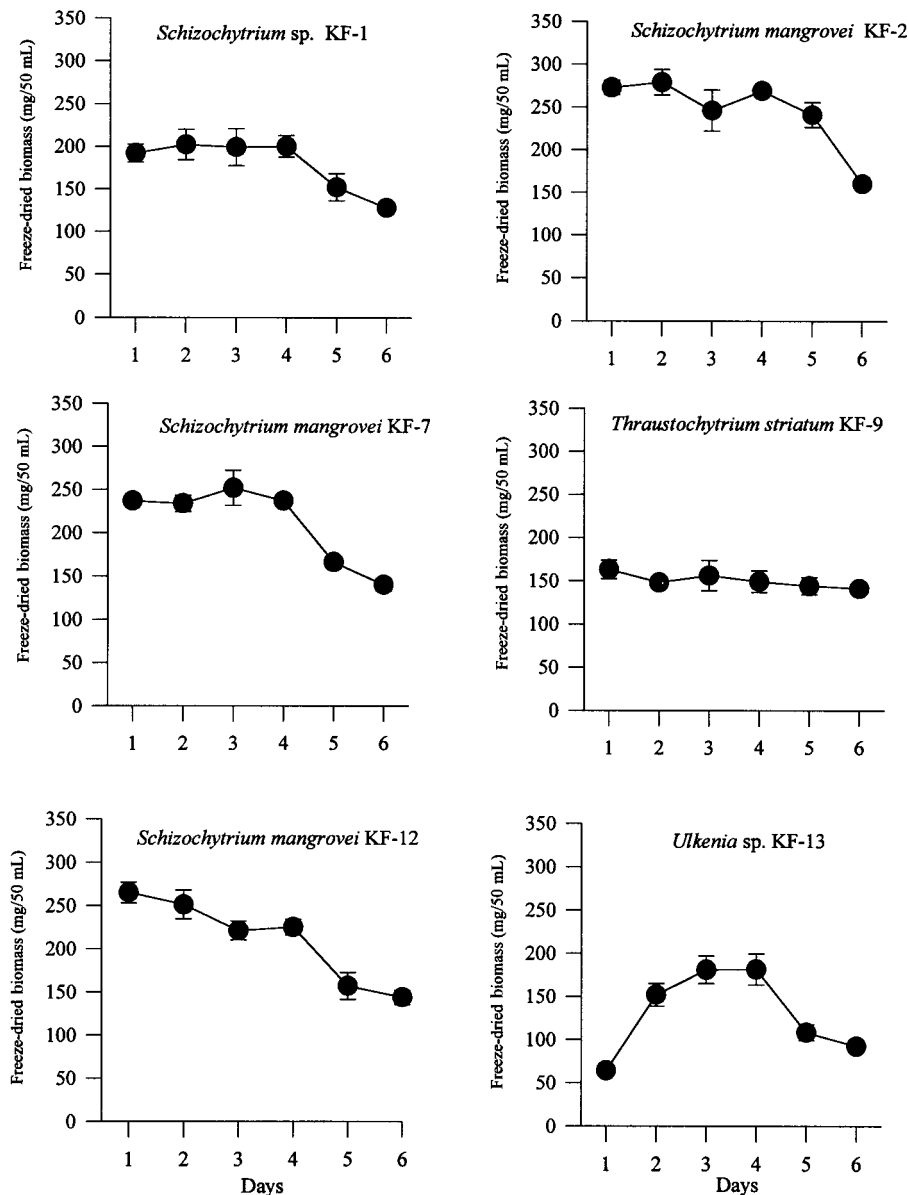 Schizochytrium sp. KF-1
Freeze-dried biomass (mg/50 mL)
350
300
250
200
150
100
50
0
1 2 3 4 5 6
Schizochytrium mangrovei KF-2
Freeze-dried biomass (mg/50 mL)
350
300
250
200
150
100
50
0
1 2 3 4 5 6
Schizochytrium mangrovei KF-7
Freeze-dried biomass (mg/50 mL)
350
300
250
200
150
100
50
0
1 2 3 4 5 6
Thraustochytrium striatum KF-9
Freeze-dried biomass (mg/50 mL)
350
300
250
200
150
100
50
0
1 2 3 4 5 6
Schizochytrium mangrovei KF-12
Freeze-dried biomass (mg/50 mL)
350
300
250
200
150
100
50
0
1 2 3 4 5 6
Days
Ulkenia sp. KF-13
Freeze-dried biomass (mg/50 mL)
350
300
250
200
150
100
50
0
1 2 3 4 5 6
Days